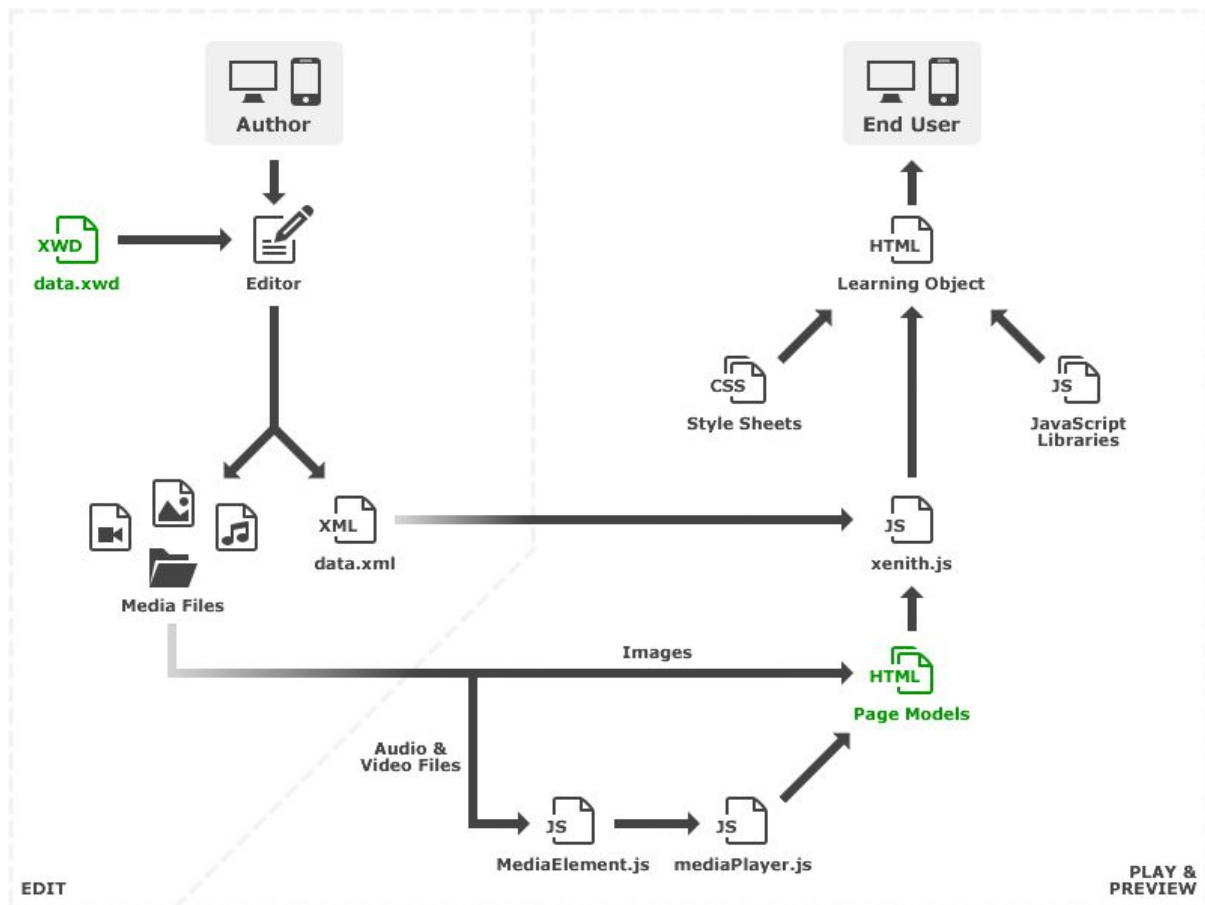 Author
End User
XWD
data.xwd
Editor
HTML
Learning Object
CSS
Style Sheets
JS
JavaScript
Libraries
XML
data.xml
JS
xenith.js
Media Files
Images
HTML
Page Models
Audio &
Video Files
JS
MediaElement.js
JS
mediaPlayer.js
EDIT
PLAY &
PREVIEW